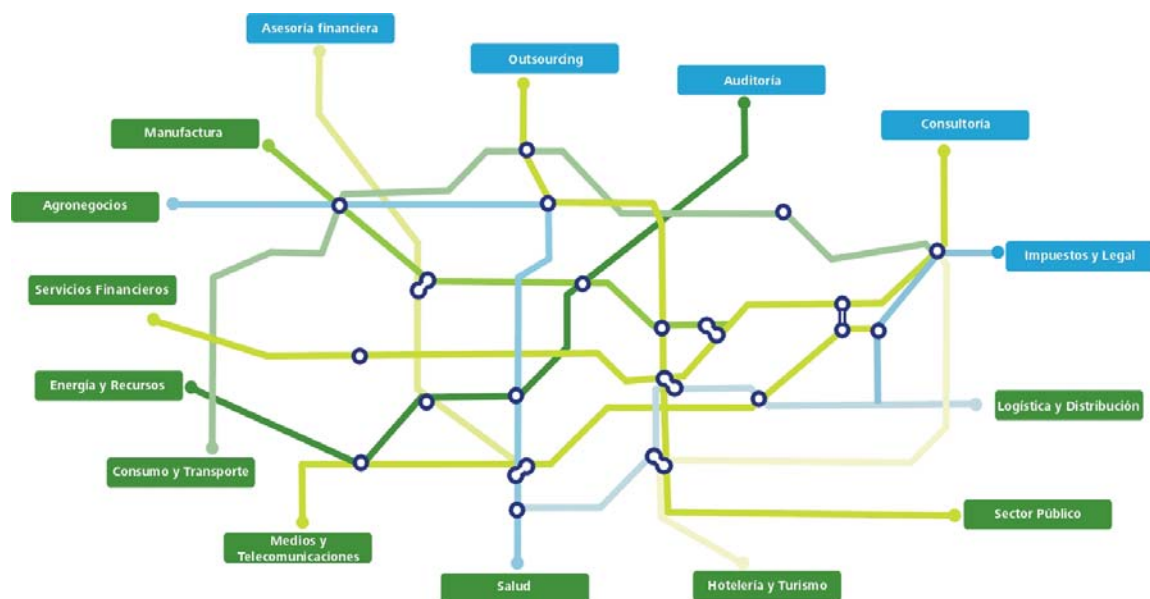 Asesoría financiera
Outsourcing
Auditoría
Manufactura
Consultoría
Agronegocios
Impuestos y Legal
Servicios Financieros
Energía y Recursos
Logística y Distribución
Consumo y Transporte
Sector Público
Medios y
Telecomunicaciones
Salud
Hotelería y Turismo